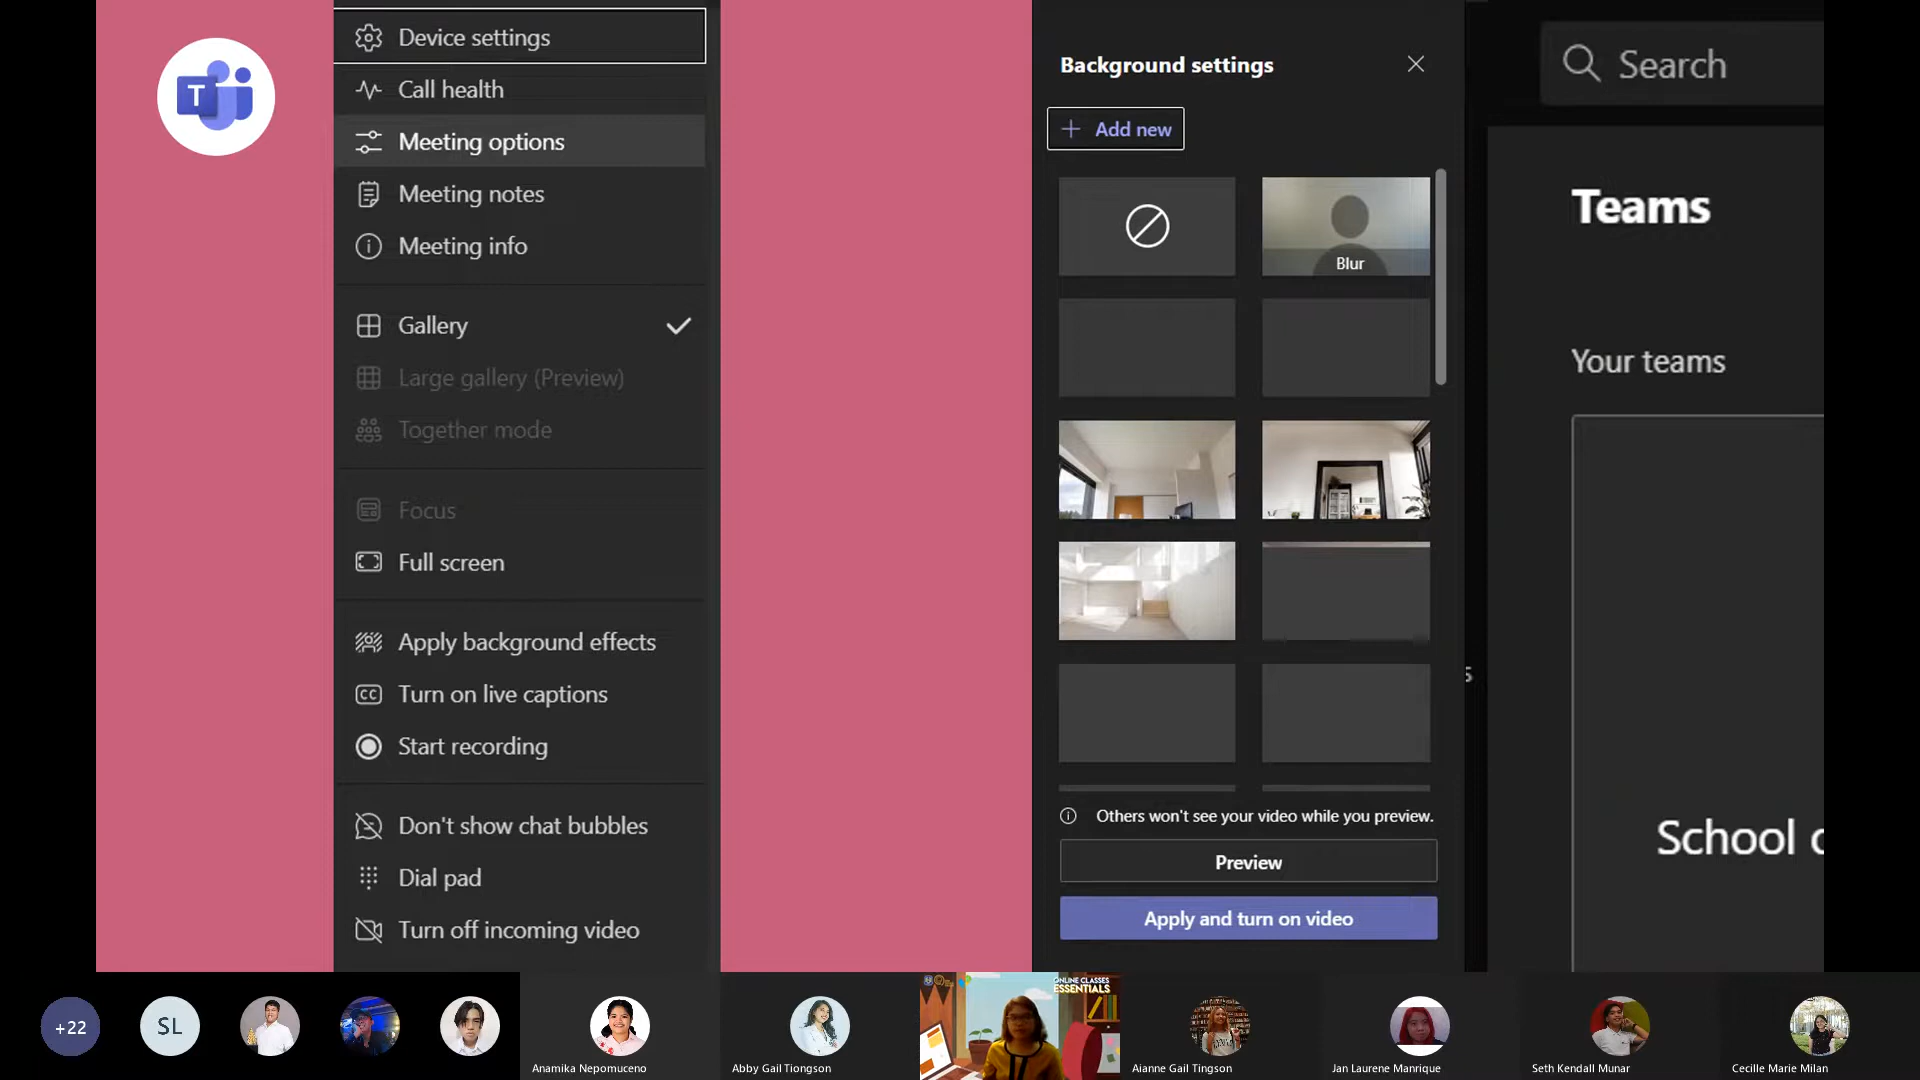 T
Device settings
Call health
Meeting options
Meeting notes
Meeting info
Gallery
Large gallery (Preview)
Together mode
Focus
Full screen
Apply background effects
CC Turn on live captions
Start recording
Don't show chat bubbles
Dial pad
Turn off incoming video
Background settings
Add new
Blur
Others won't see your video while you preview.
Preview
Apply and turn on video
Search
Teams
Your teams
s
School c
+22
SL
Anamika Nepomuceno
Abby Gail Tiongson
ONLINE CLASSES
ESSENTIALS
Aianne Gail Tingson
Jan Laurene Manrique
Seth Kendall Munar
Cecille Marie Milan